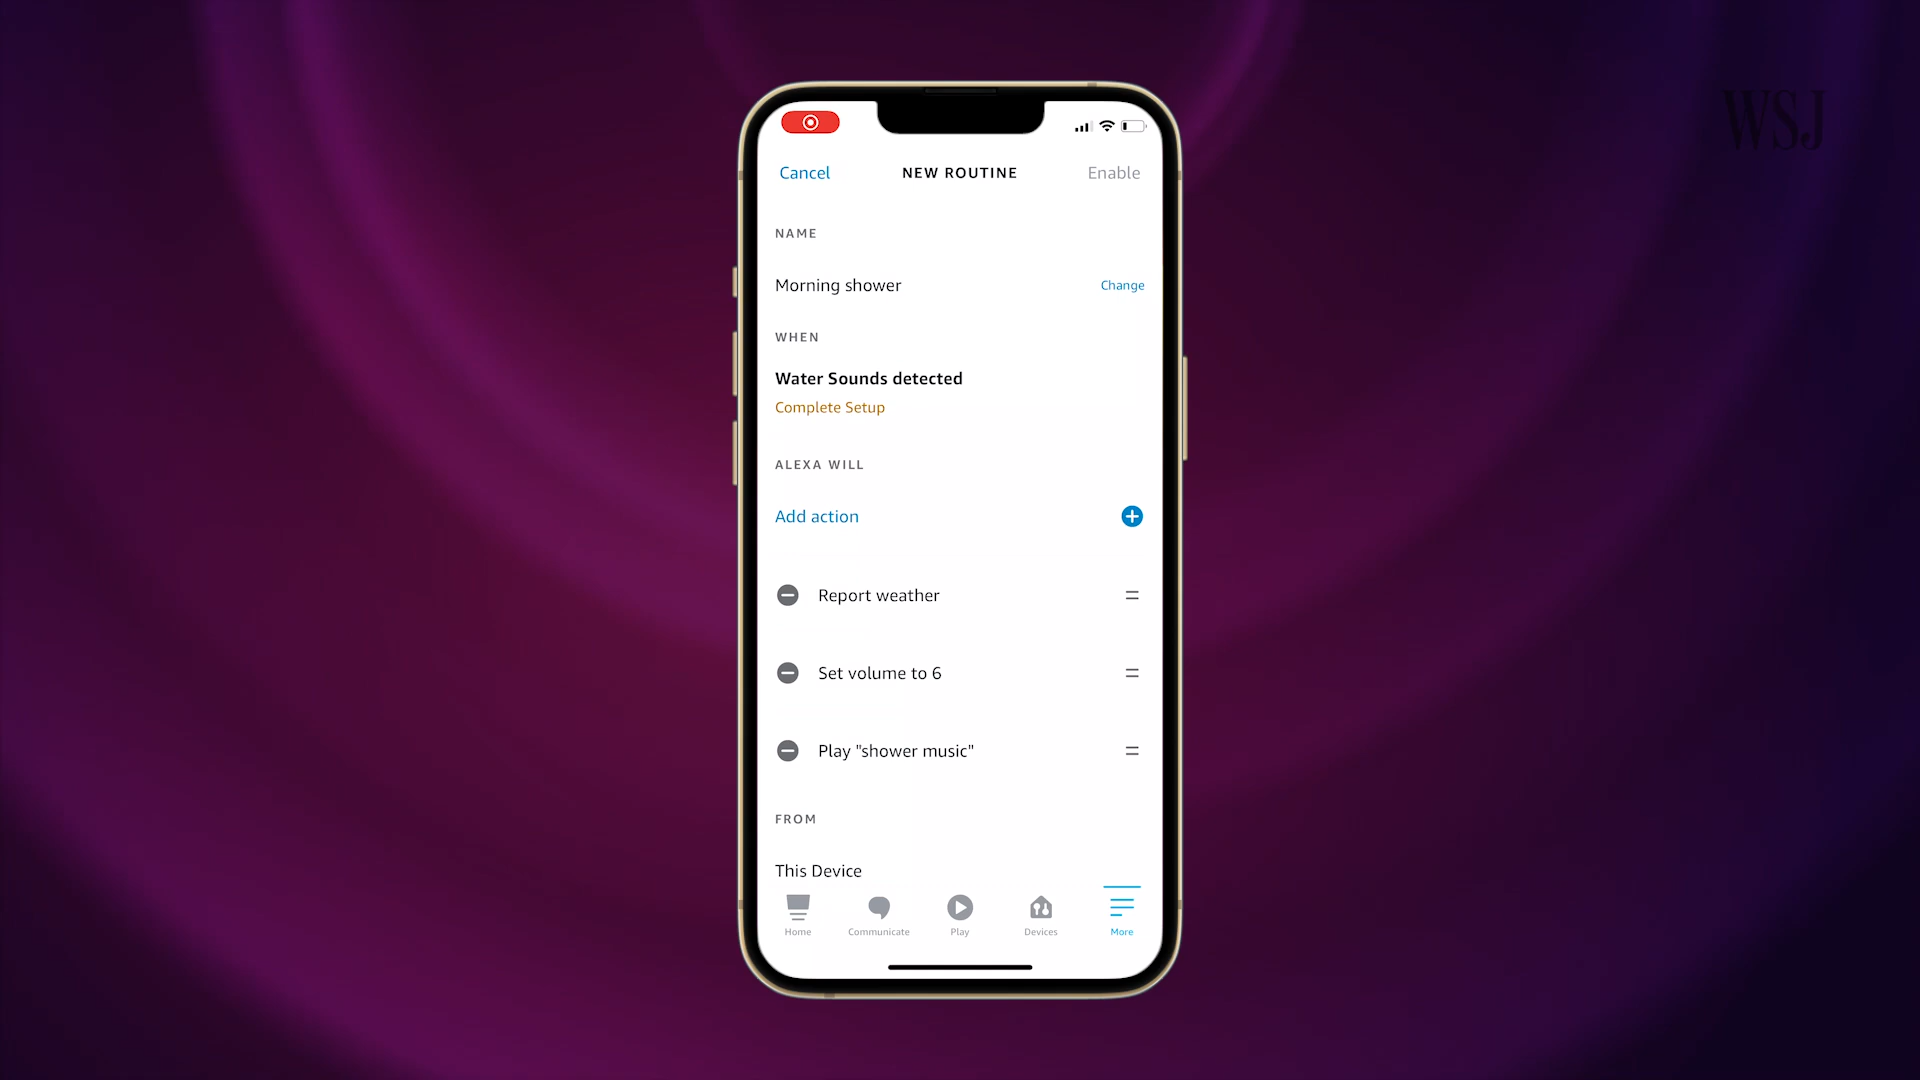 WSJ
Cancel NEW ROUTINE Enable
NAME
Morning shower Change
WHEN
Water Sounds detected
Complete Setup
ALEXA WILL
Add action
Report weather
Set volume to 6
Play "shower music"
FROM
This Device
Home Communicate Play Devices More